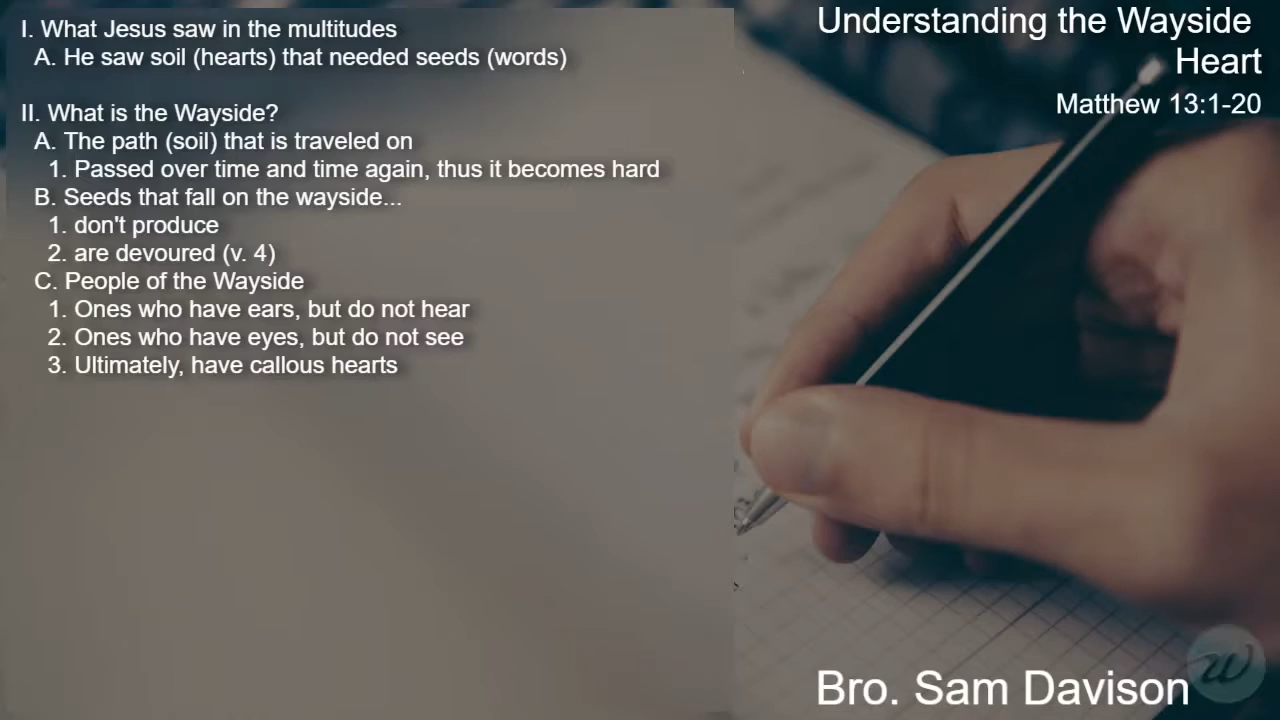 I. What Jesus saw in the multitudes
A. He saw soil (hearts) that needed seeds (words)
II. What is the Wayside?
A. The path (soil) that is traveled on
1. Passed over time and time again, thus it becomes hard
B. Seeds that fall on the wayside...
1. don't produce
2. are devoured (v. 4)
C. People of the Wayside
1. Ones who have ears, but do not hear
2. Ones who have eyes, but do not see
3. Ultimately, have callous hearts
Understanding the Wayside
Heart
Matthew 13:1-20
Bro. Sam Davison
w